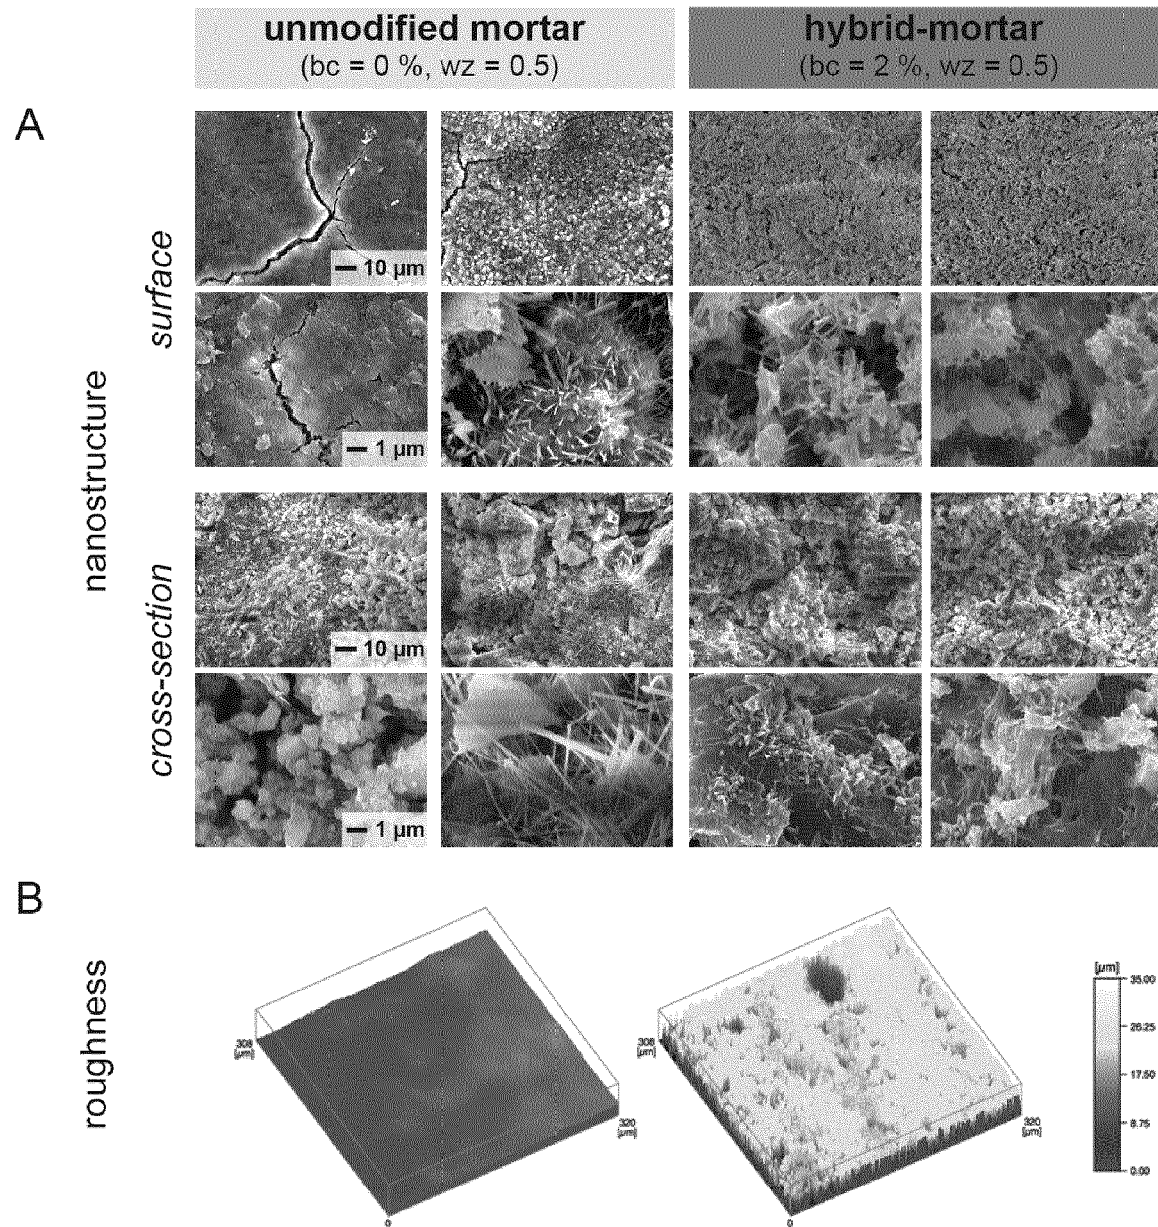 unmodified mortar
(bc = 0 %, wz = 0.5)
hybrid-mortar
(bc = 2 %, wz = 0.5)
A
nanostructure
surface
10 µm
1 µm
cross-section
10 µm
1 µm
B
roughness
308
[µm]
320
[µm]
0
308
[µm]
320
[µm]
0
[µm]
35.00
26.25
17.50
8.75
0.00